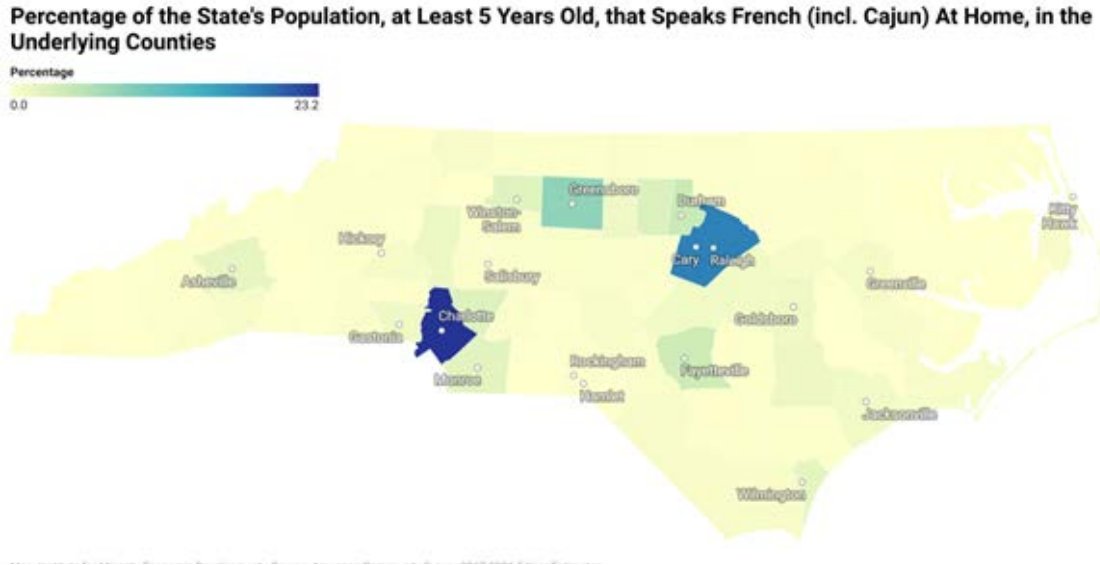 Percentage of the State's Population, at Least 5 Years Old, that Speaks French (incl. Cajun) At Home, in the
Underlying Counties
Percentage
0.0
23.2
Greensboro
Winston-
Salem
Durham
Kitty
Hawk
Hickory
Cary
Raleigh
Asheville
Salisbury
Greenville
Charlotte
Goldsboro
Gastonia
Rockingham
Fayetteville
Monroe
Hamlet
Jacksonville
Wilmington